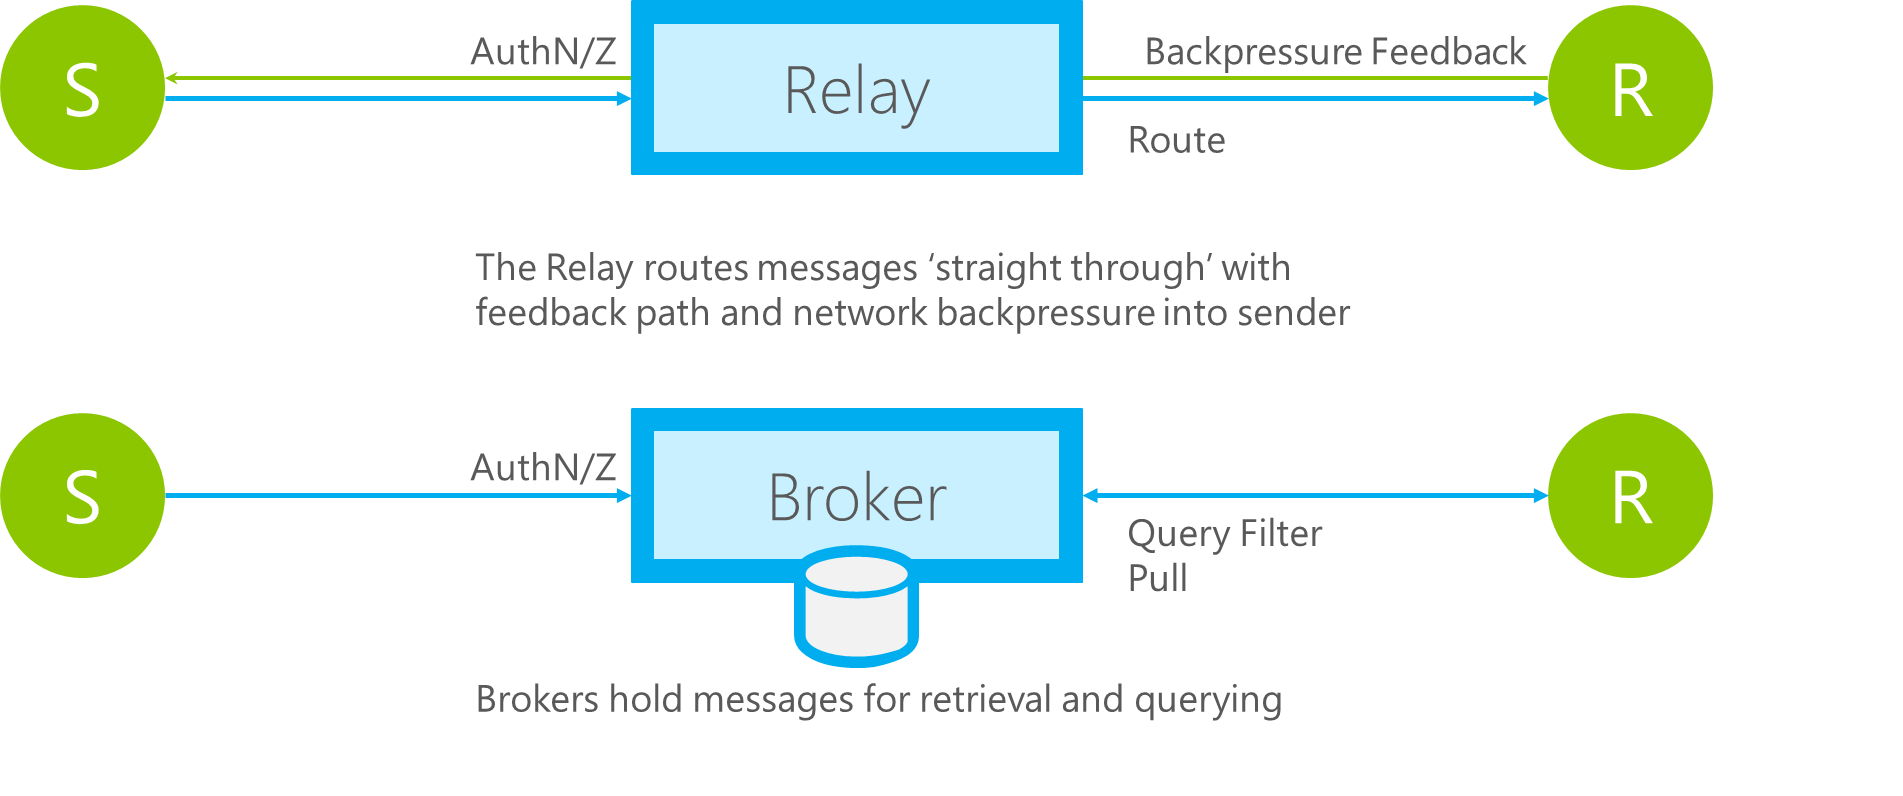 S
AuthN/Z
Relay
Backpressure Feedback
Route
R
The Relay routes messages ‘straight through’ with
feedback path and network backpressure into sender
S
AuthN/Z
Broker
Query Filter
Pull
R
Brokers hold messages for retrieval and querying